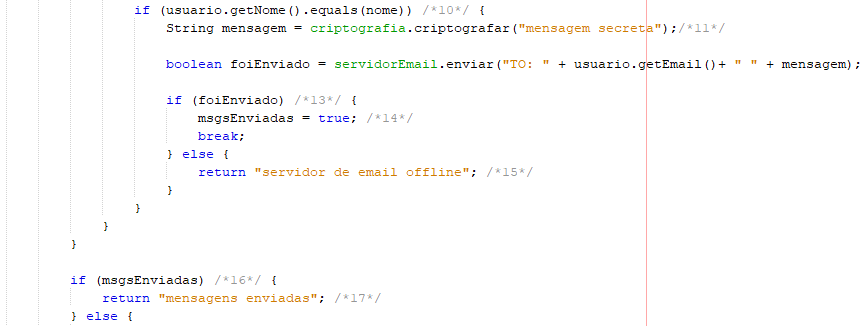 if (usuario.getNome().equals(nome)) /*10*/ {
String mensagem = criptografia.criptografar("mensagem secreta");/*11*/
boolean foiEnviado = servidorEmail.enviar("TO: " + usuario.getEmail()+ " " + mensagem);
if (foiEnviado) /*13*/ {
msgsEnviadas = true; /*14*/
break;
} else {
return "servidor de email offline"; /*15*/
}
}
}
}
if (msgsEnviadas) /*16*/ {
return "mensagens enviadas"; /*17*/
} else {